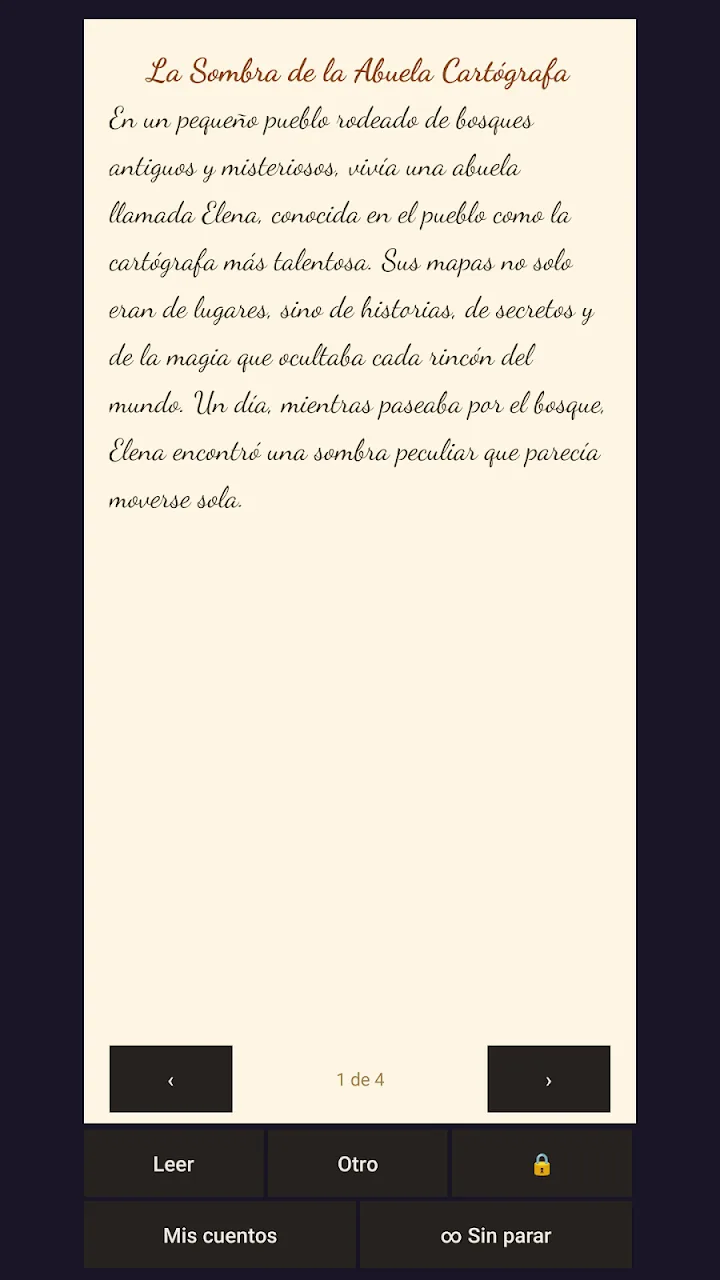 La Sombra de la Abuela Cartógrafa
En un pequeño pueblo rodeado de bosques
antiguos y misteriosos, vivía una abuela
llamada Elena, conocida en el pueblo como la
cartógrafa más talentosa. Sus mapas no solo
eran de lugares, sino de historias, de secretos y
de la magia que ocultaba cada rincón del
mundo. Un día, mientras paseaba por el bosque,
Elena encontró una sombra peculiar que parecía
moverse sola.
‹ 1 de 4 ›
Leer Otro 🔒
Mis cuentos ∞ Sin parar